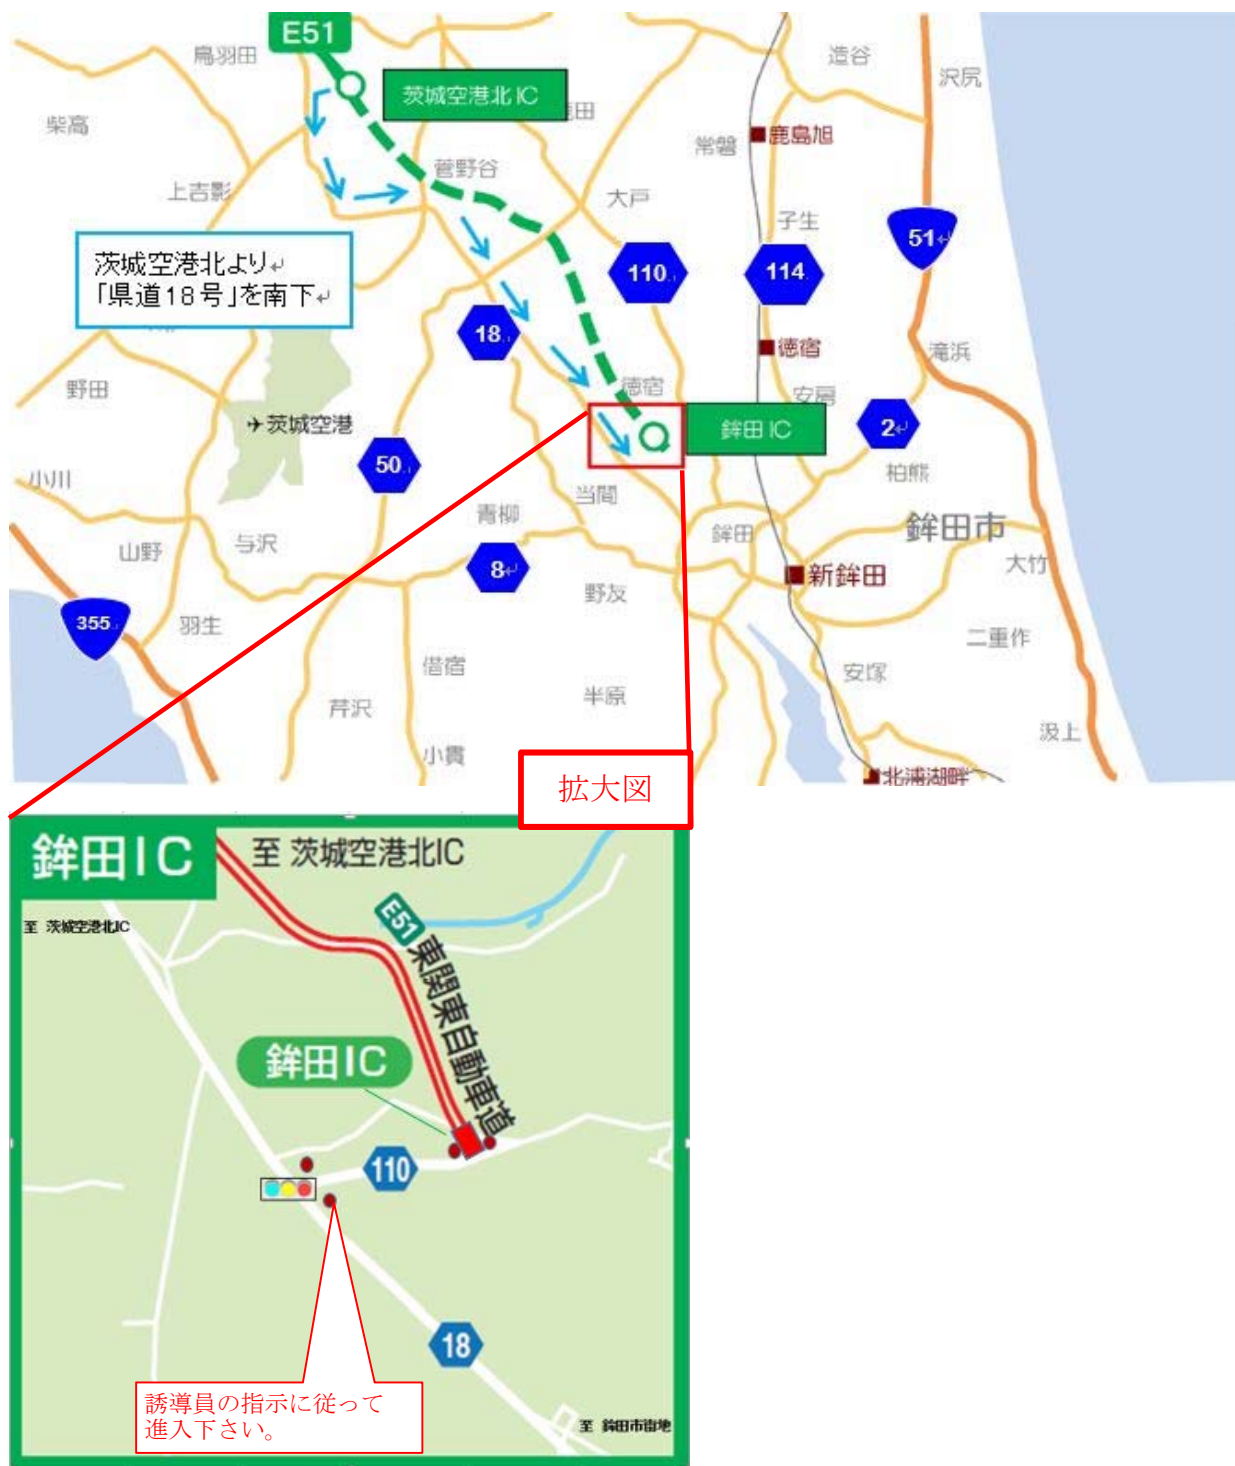 E51
鳥羽田
茨城空港北IC
造谷
沢尻
柴高
鹿田
常磐
鹿島旭
菅野谷
上吉影
大戸
子生
51
茨城空港北より
「県道18号」を南下
110
114
18
徳宿
滝浜
野田
徳宿
安房
茨城空港
鉾田 IC
2
50
柏熊
小川
当間
青柳
鉾田
鉾田市
山野
与沢
大竹
8
新鉾田
野友
355
羽生
二重作
借宿
安塚
半原
芹沢
汲上
小貫
北浦湖畔
拡大図
鉾田IC
至 茨城空港北IC
至 茨城空港北IC
E51
東関東自動車道
鉾田IC
110
18
誘導員の指示に従って
進入下さい。
至 鉾田市街地